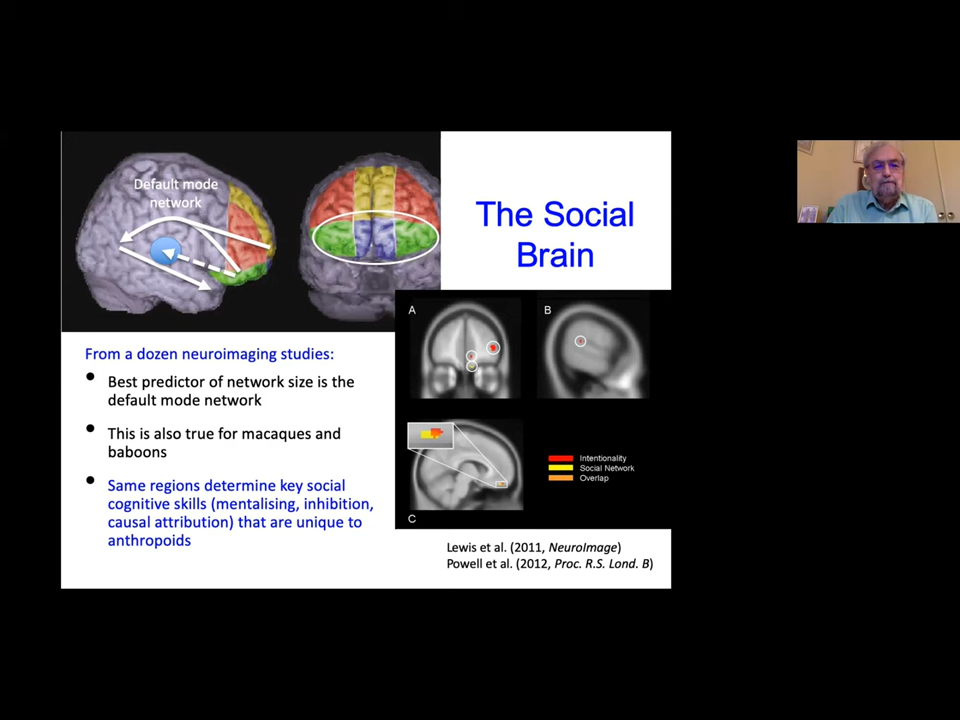 Default mode
network
The Social
Brain
From a dozen neuroimaging studies:
• Best predictor of network size is the
default mode network
• This is also true for macaques and
baboons
• Same regions determine key social
cognitive skills (mentalising, inhibition,
causal attribution) that are unique to
anthropoids
A
B
C
Intentionality
Social Network
Overlap
Lewis et al. (2011, NeuroImage)
Powell et al. (2012, Proc. R.S. Lond. B)